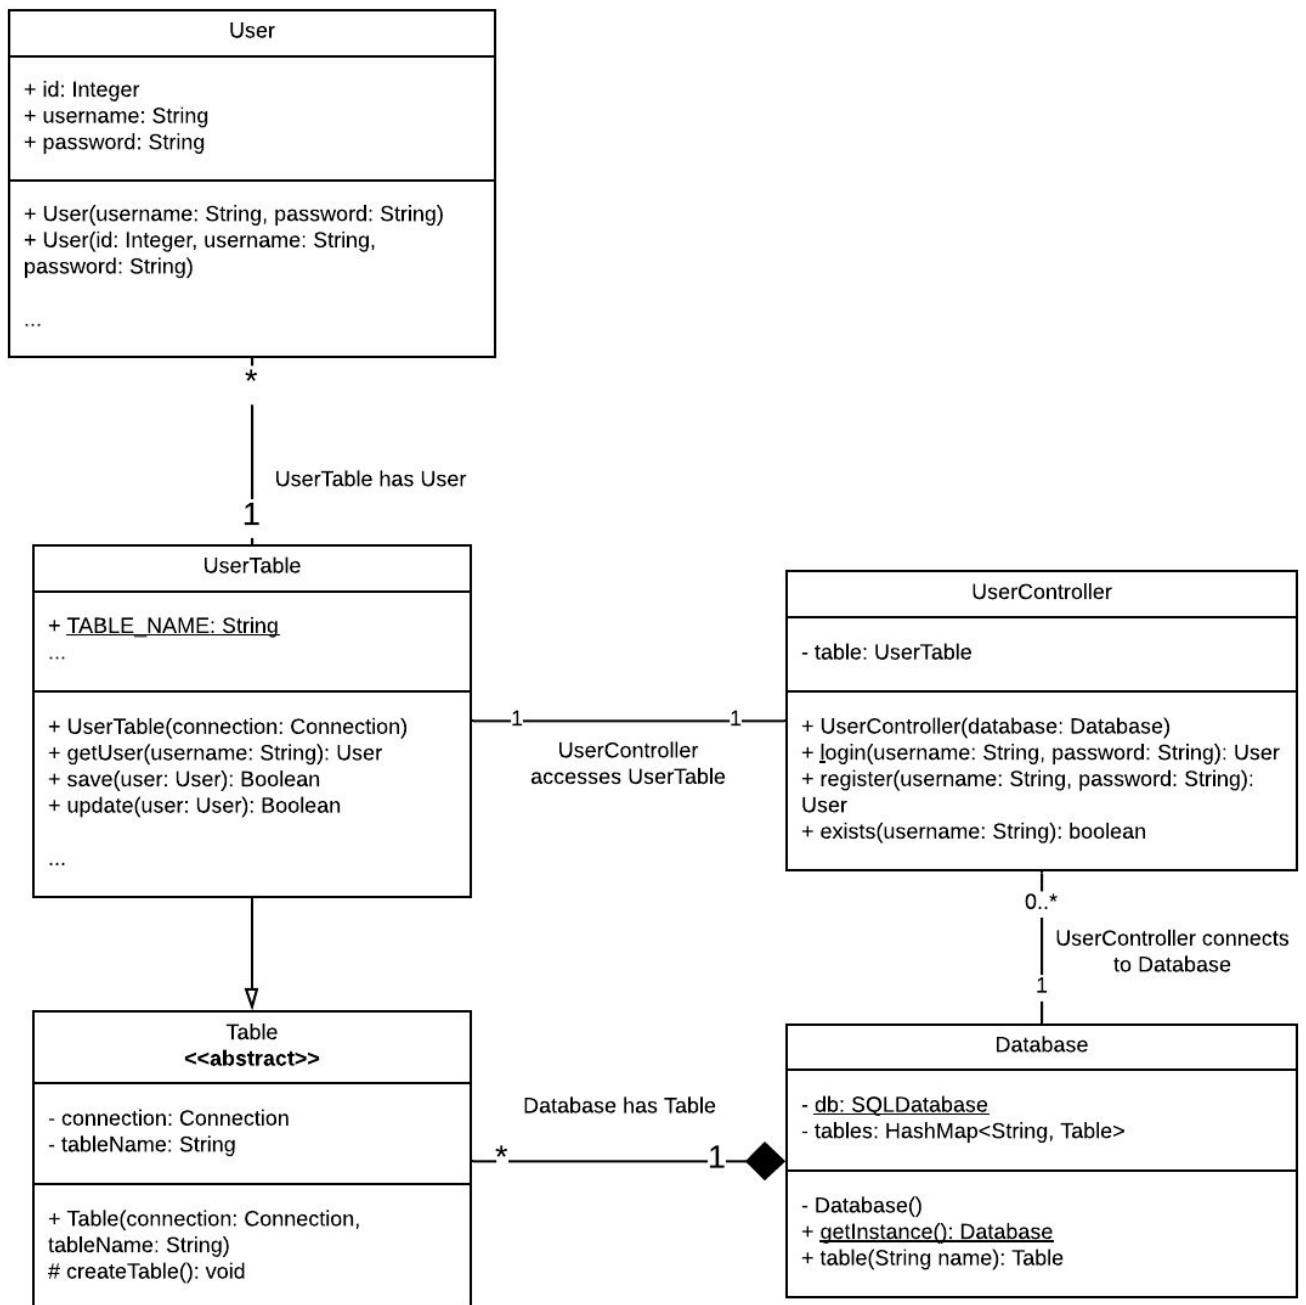 User
+ id: Integer
+ username: String
+ password: String
+ User(username: String, password: String)
+ User(id: Integer, username: String,
password: String)
...
*
UserTable has User
1
UserTable
+ TABLE_NAME: String
...
+ UserTable(connection: Connection)
+ getUser(username: String): User
+ save(user: User): Boolean
+ update(user: User): Boolean
...
1
1
UserController
accesses UserTable
UserController
- table: UserTable
+ UserController(database: Database)
+ login(username: String, password: String): User
+ register(username: String, password: String):
User
+ exists(username: String): boolean
0..*
UserController connects
to Database
1
Table
<<abstract>>
- connection: Connection
- tableName: String
+ Table(connection: Connection,
tableName: String)
# createTable(): void
Database has Table
*
1
Database
- db: SQLDatabase
- tables: HashMap<String, Table>
- Database()
+ getInstance(): Database
+ table(String name): Table